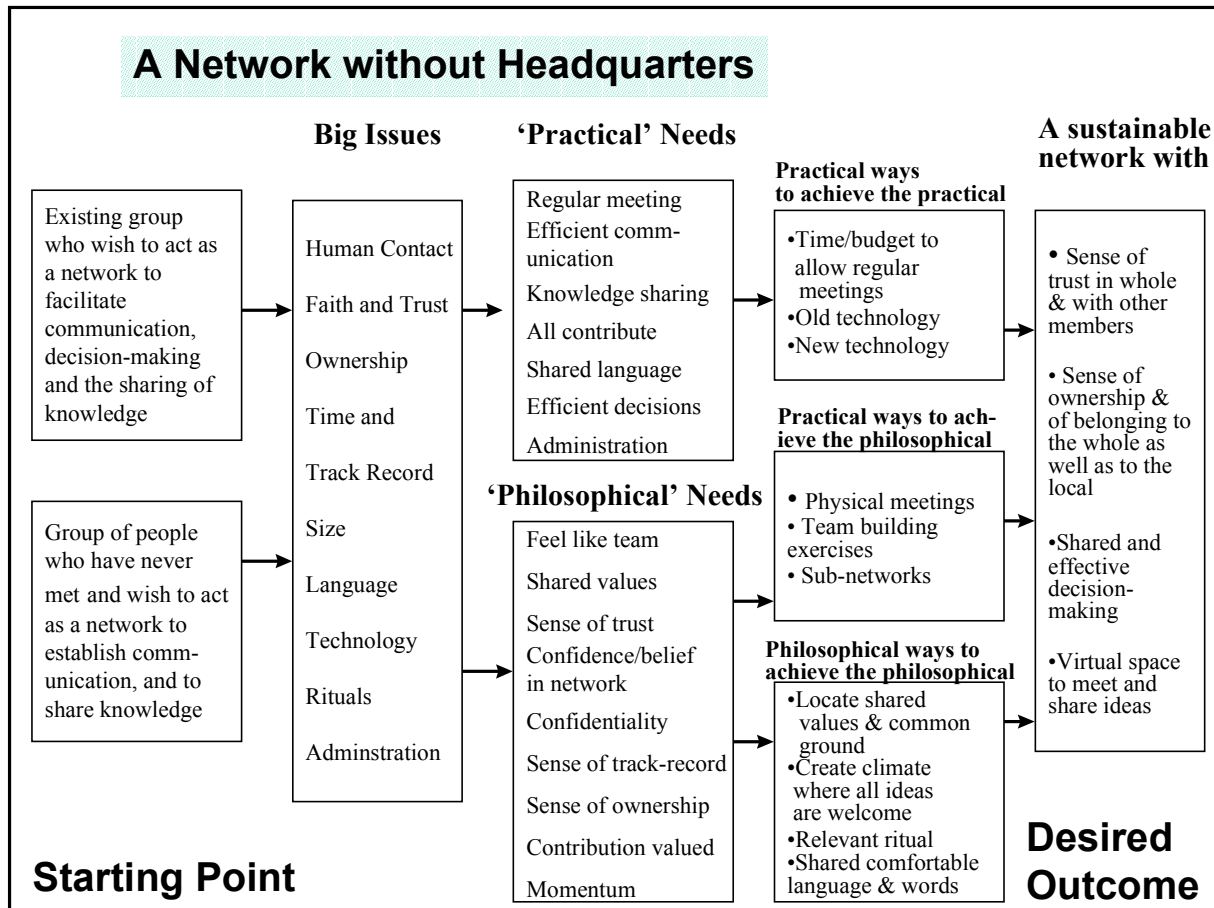 A Network without Headquarters
Big Issues
'Practical' Needs
A sustainable
network with
Practical ways
to achieve the practical
Existing group
who wish to act as
a network to
facilitate
communication,
decision-making
and the sharing of
knowledge
Group of people
who have never
met and wish to act
as a network to
establish comm-
unication, and to
share knowledge
Human Contact
Faith and Trust
Ownership
Time and
Track Record
Size
Language
Technology
Rituals
Adminstration
Regular meeting
Efficient comm-
unication
Knowledge sharing
All contribute
Shared language
Efficient decisions
Administration
'Philosophical' Needs
Feel like team
Shared values
Sense of trust
Confidence/belief
in network
Confidentiality
Sense of track-record
Sense of ownership
Contribution valued
Momentum
•Time/budget to
allow regular
meetings
•Old technology
•New technology
Practical ways to ach-
ieve the philosophical
• Physical meetings
• Team building
exercises
• Sub-networks
Philosophical ways to
achieve the philosophical
•Locate shared
values & common
ground
•Create climate
where all ideas
are welcome
•Relevant ritual
•Shared comfortable
language & words
• Sense of
trust in whole
& with other
members
• Sense of
ownership &
of belonging to
the whole as
well as to the
local
•Shared and
effective
decision-
making
•Virtual space
to meet and
share ideas
Starting Point
Desired
Outcome